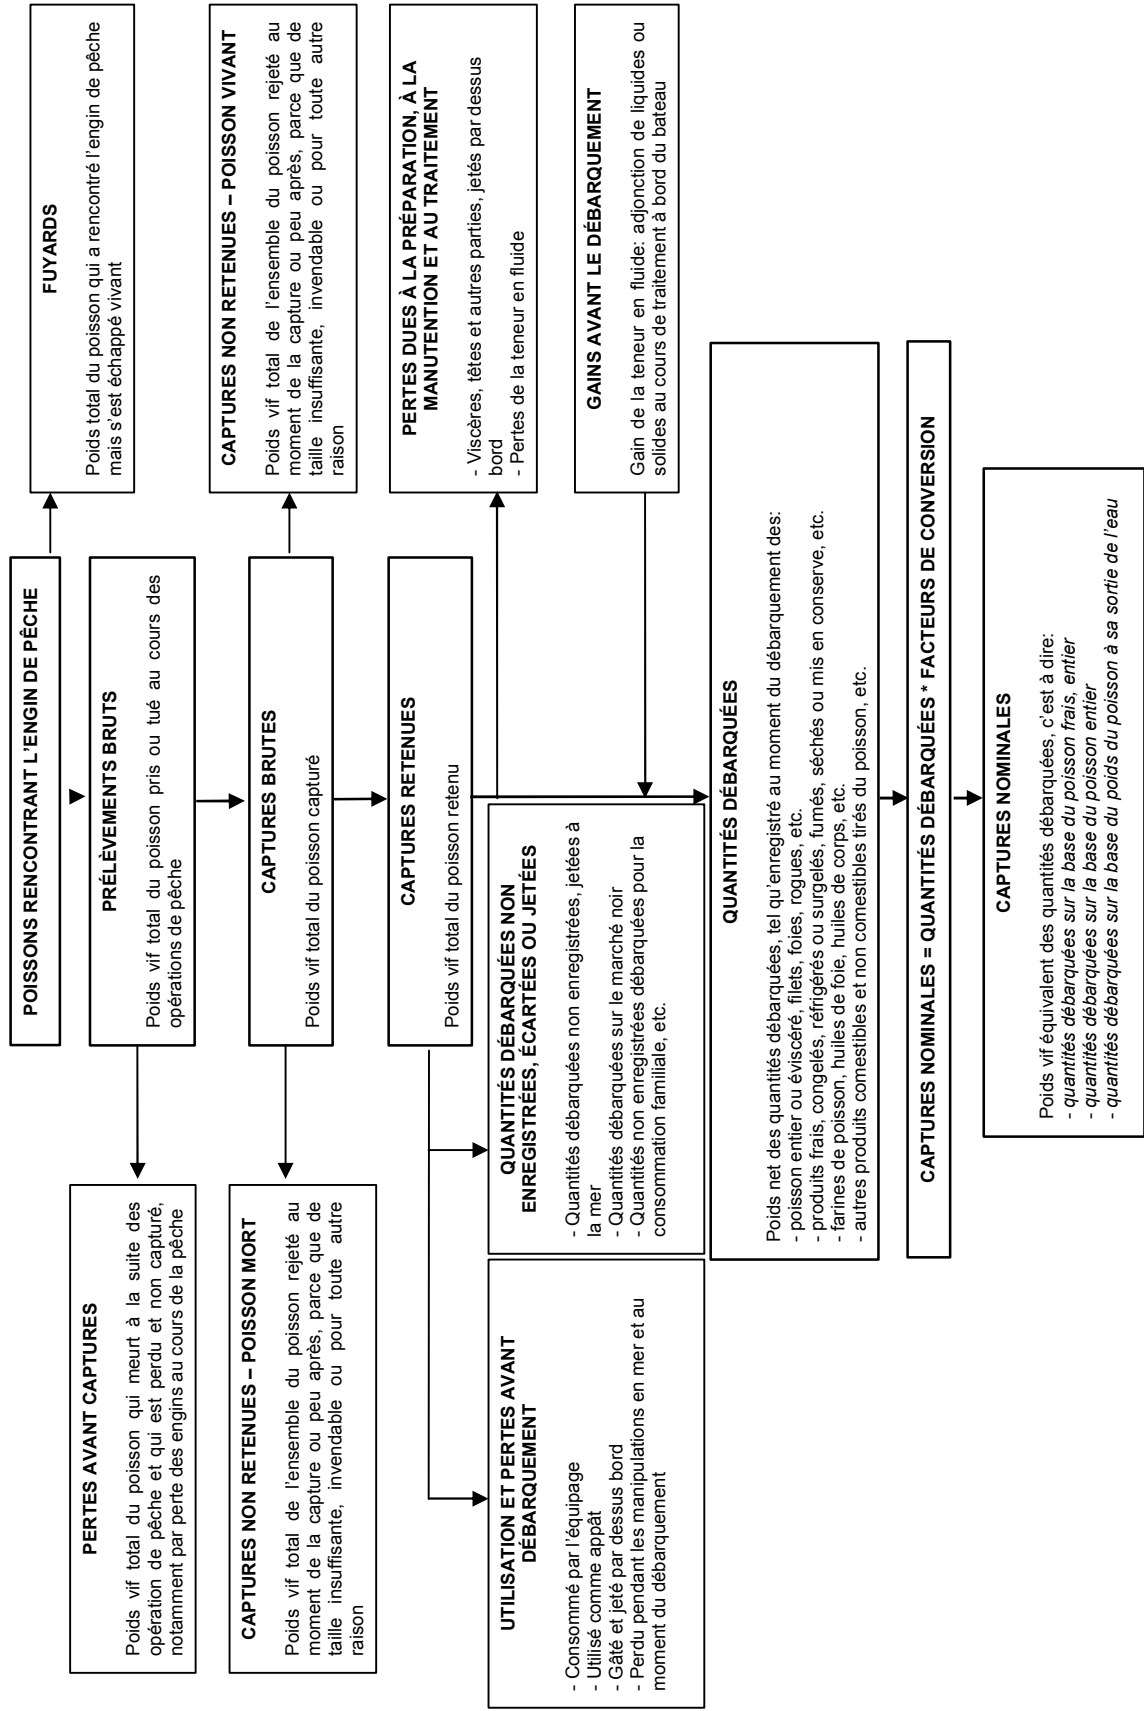 POISSONS RENCONTRANT L'ENGIN DE PÊCHE
FUYARDS
Poids total du poisson qui a rencontré l'engin de pêche
mais s'est échappé vivant
PRÉLÈVEMENTS BRUTS
Poids vif total du poisson pris ou tué au cours des
opérations de pêche
PERTES AVANT CAPTURES
Poids vif total du poisson qui meurt à la suite des
opération de pêche et qui est perdu et non capturé,
notamment par perte des engins au cours de la pêche
CAPTURES BRUTES
Poids vif total du poisson capturé
CAPTURES NON RETENUES – POISSON VIVANT
Poids vif total de l'ensemble du poisson rejeté au
moment de la capture ou peu après, parce que de
taille insuffisante, invendable ou pour toute autre
raison
CAPTURES NON RETENUES – POISSON MORT
Poids vif total de l'ensemble du poisson rejeté au
moment de la capture ou peu après, parce que de
taille insuffisante, invendable ou pour toute autre
raison
CAPTURES RETENUES
Poids vif total du poisson retenu
PERTES DUES À LA PRÉPARATION, À LA
MANUTENTION ET AU TRAITEMENT
- Viscères, têtes et autres parties, jetés par dessus
bord
- Pertes de la teneur en fluide
UTILISATION ET PERTES AVANT
DÉBARQUEMENT
- Consommé par l'équipage
- Utilisé comme appât
- Gâté et jeté par dessus bord
- Perdu pendant les manipulations en mer et au
moment du débarquement
QUANTITÉS DÉBARQUÉES NON
ENREGISTRÉES, ÉCARTÉES OU JETÉES
- Quantités débarquées non enregistrées, jetées à
la mer
- Quantités débarquées sur le marché noir
- Quantités non enregistrées débarquées pour la
consommation familiale, etc.
GAINS AVANT LE DÉBARQUEMENT
Gain de la teneur en fluide: adjonction de liquides ou
solides au cours de traitement à bord du bateau
QUANTITÉS DÉBARQUÉES
Poids net des quantités débarquées, tel qu'enregistré au moment du débarquement des:
- poisson entier ou éviscéré, filets, foies, rogues, etc.
- produits frais, congelés, réfrigérés ou surgelés, fumés, séchés ou mis en conserve, etc.
- farines de poisson, huiles de foie, huiles de corps, etc.
- autres produits comestibles et non comestibles tirés du poisson, etc.
CAPTURES NOMINALES = QUANTITÉS DÉBARQUÉES * FACTEURS DE CONVERSION
CAPTURES NOMINALES
Poids vif équivalent des quantités débarquées, c'est à dire:
- quantités débarquées sur la base du poisson frais, entier
- quantités débarquées sur la base du poisson entier
- quantités débarquées sur la base du poids du poisson à sa sortie de l'eau